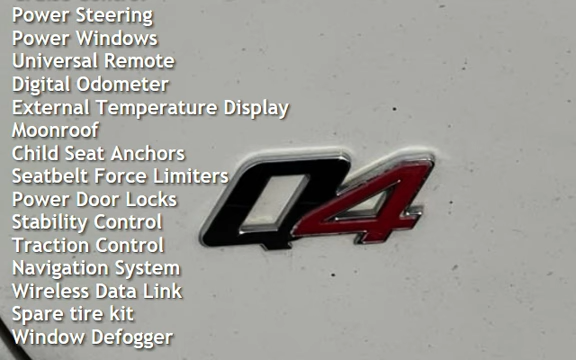 Power Steering
Power Windows
Universal Remote
Digital Odometer
External Temperature Display
Moonroof
Child Seat Anchors
Seatbelt Force Limiters
Power Door Locks
Stability Control
Traction Control
Navigation System
Wireless Data Link
Spare tire kit
Window Defogger
Q4